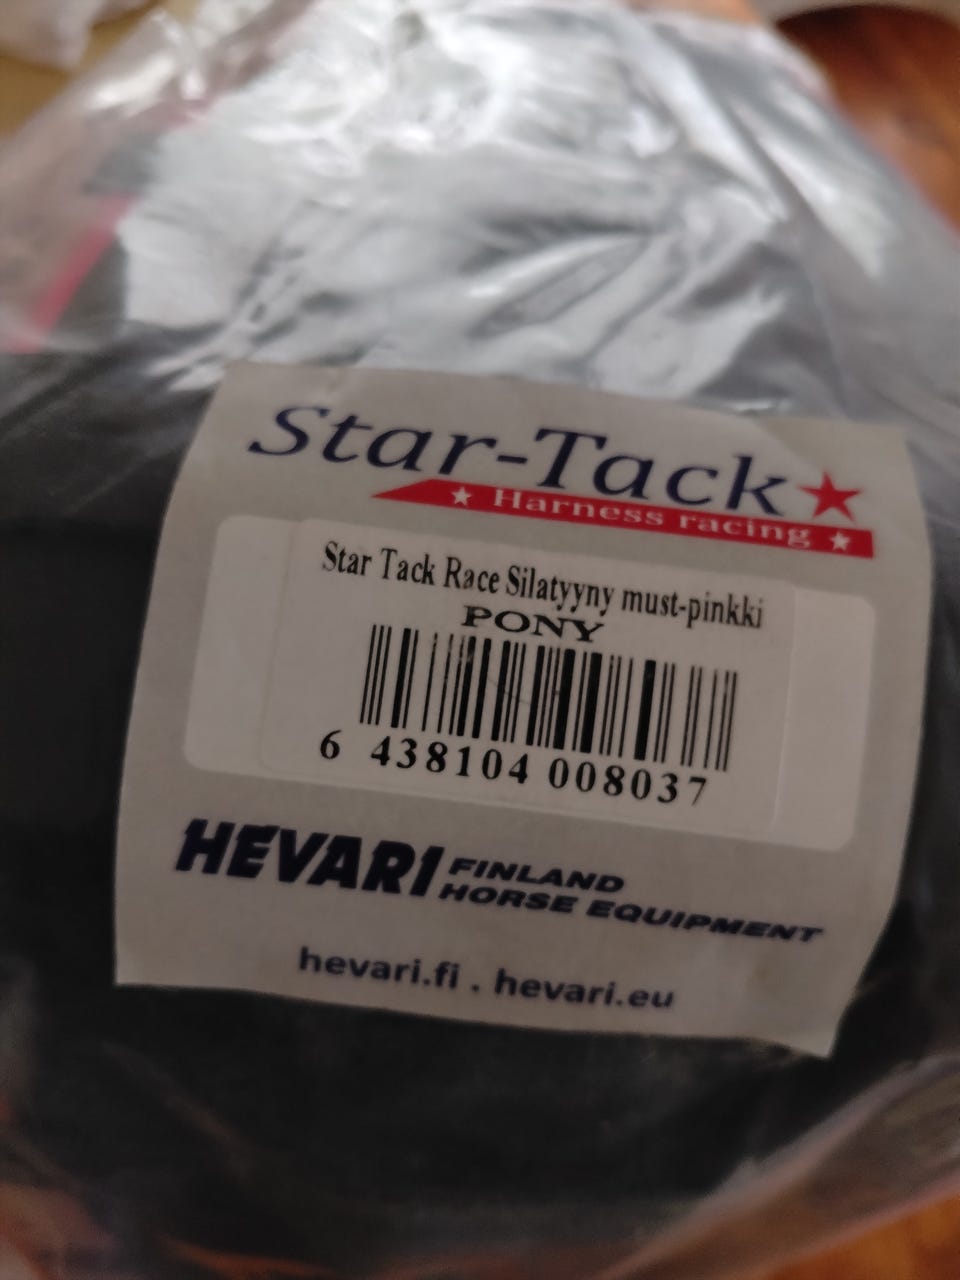 Star-Tack
Harness racing
Star Tack Race Silatyyny must-pinkki
PONY
6 438104 008037
HEVARI FINLAND
HORSE EQUIPMENT
hevari.fi . hevari.eu